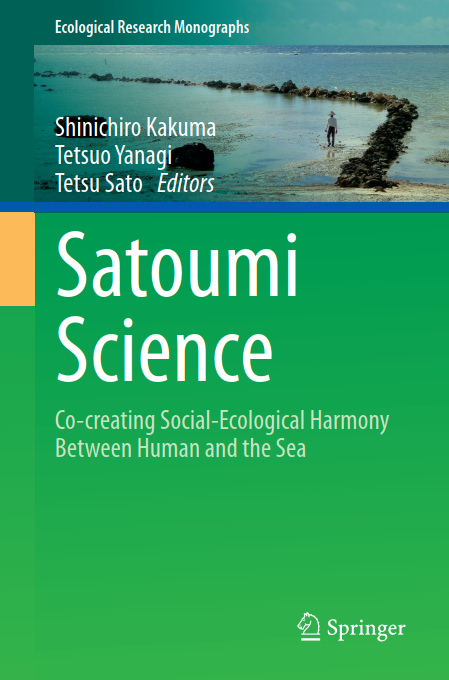 Ecological Research Monographs
Shinichiro Kakuma
Tetsuo Yanagi
Tetsu Sato Editors
Satoumi
Science
Co-creating Social-Ecological Harmony
Between Human and the Sea
Springer